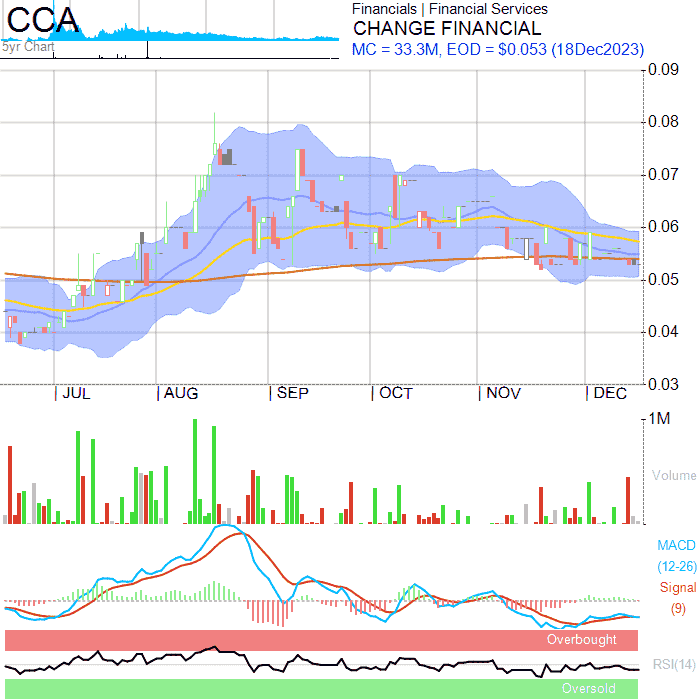 CCA
5yr Chart
Financials | Financial Services
CHANGE FINANCIAL
MC = 33.3M, EOD = $0.053 (18Dec2023)
0.09
0.08
0.07
0.06
0.05
0.04
0.03
JUL AUG SEP OCT NOV DEC
1M
Volume
MACD
(12-26)
Signal
(9)
Overbought
RSI(14)
Oversold